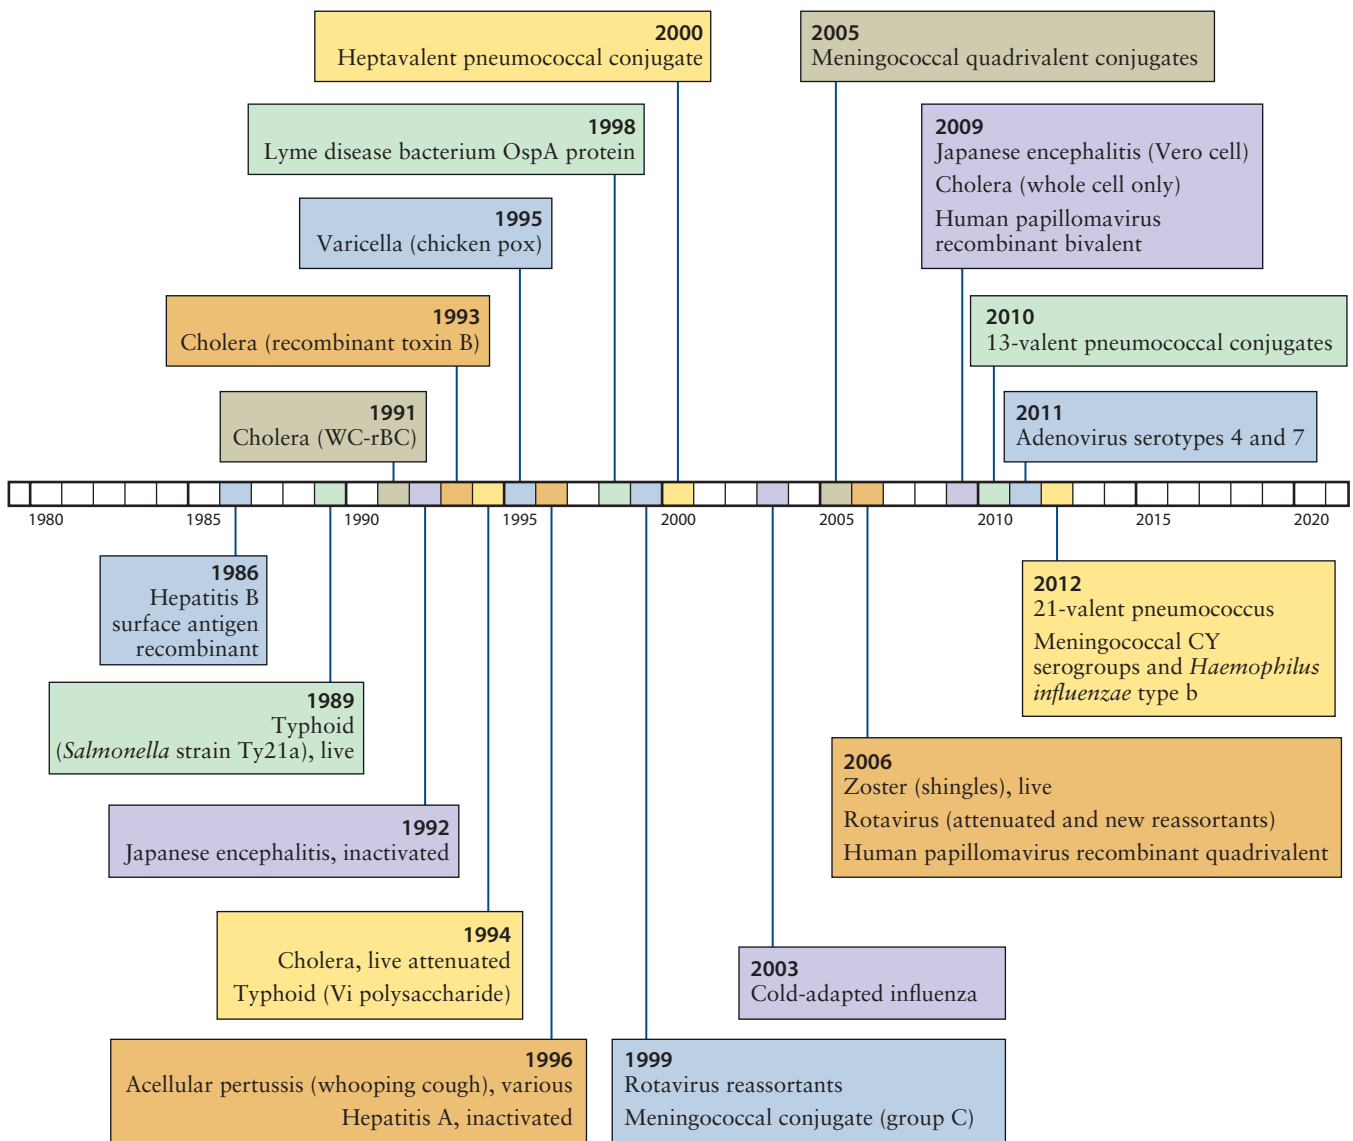 2000
Heptavalent pneumococcal conjugate
2005
Meningococcal quadrivalent conjugates
1998
Lyme disease bacterium OspA protein
2009
Japanese encephalitis (Vero cell)
Cholera (whole cell only)
Human papillomavirus
recombinant bivalent
1995
Varicella (chicken pox)
1993
Cholera (recombinant toxin B)
2010
13-valent pneumococcal conjugates
1991
Cholera (WC-rBC)
2011
Adenovirus serotypes 4 and 7
1980 1985 1990 1995 2000 2005 2010 2015 2020
1986
Hepatitis B
surface antigen
recombinant
2012
21-valent pneumococcus
Meningococcal CY
serogroups and Haemophilus
influenzae type b
1989
Typhoid
(Salmonella strain Ty21a), live
2006
Zoster (shingles), live
Rotavirus (attenuated and new reassortants)
Human papillomavirus recombinant quadrivalent
1992
Japanese encephalitis, inactivated
1994
Cholera, live attenuated
Typhoid (Vi polysaccharide)
2003
Cold-adapted influenza
1996
Acellular pertussis (whooping cough), various
Hepatitis A, inactivated
1999
Rotavirus reassortants
Meningococcal conjugate (group C)